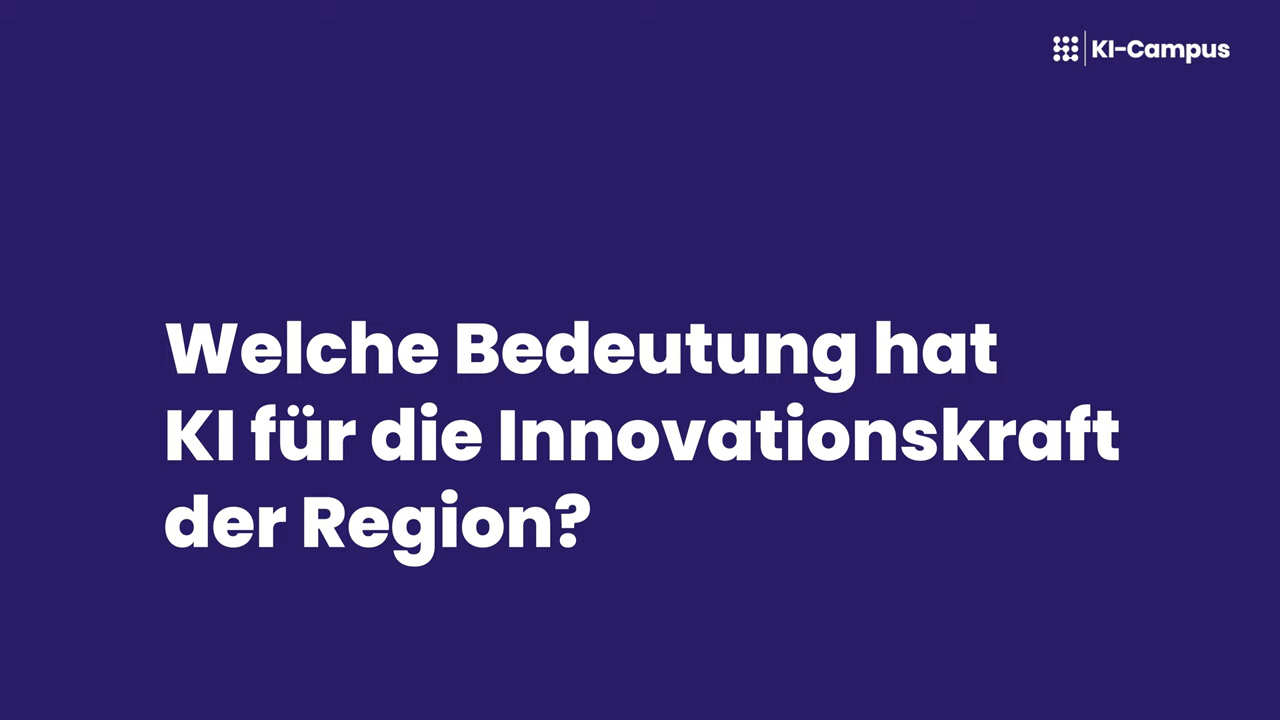 KI-Campus
Welche Bedeutung hat
KI für die Innovationskraft
der Region?